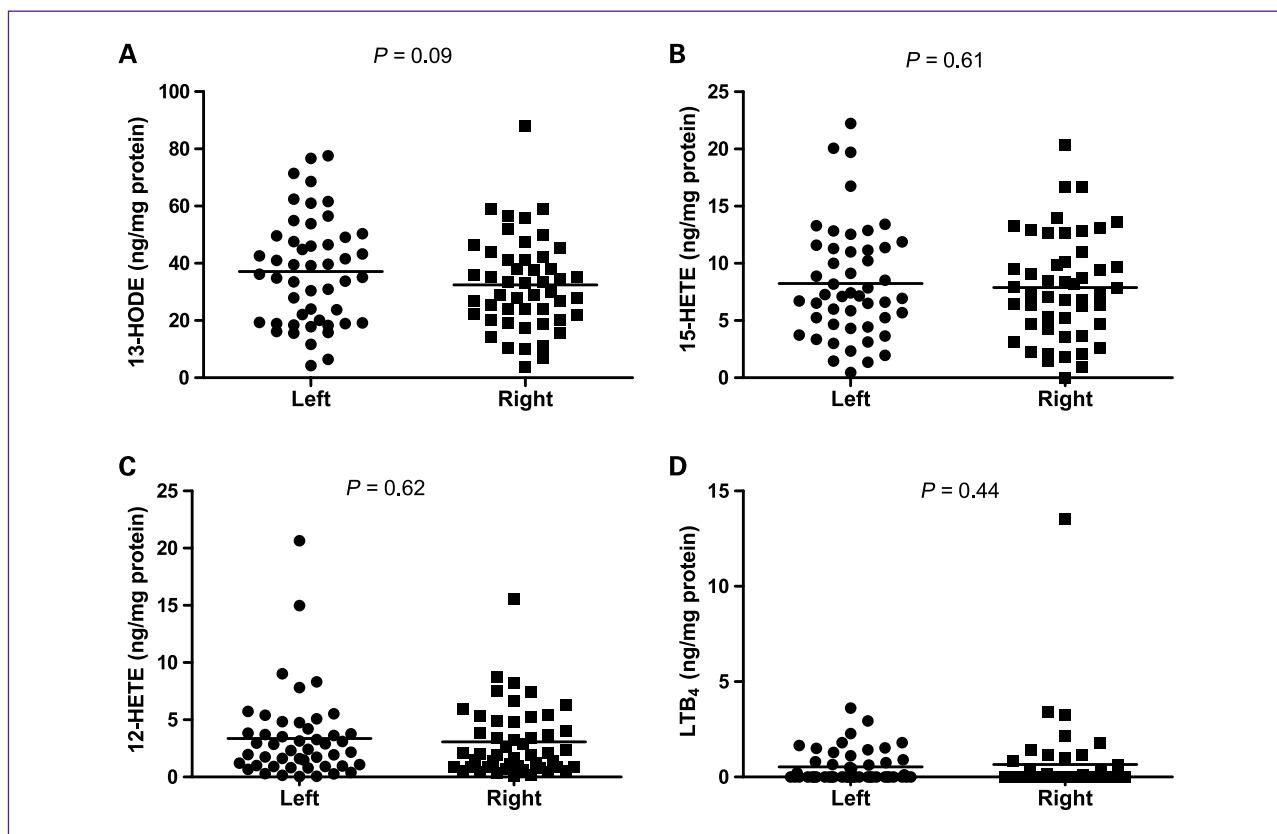 A
P = 0.09
13-HODE (ng/mg protein)
100
80
60
40
20
0
Left
Right
B
P = 0.61
15-HETE (ng/mg protein)
25
20
15
10
5
0
Left
Right
C
P = 0.62
12-HETE (ng/mg protein)
25
20
15
10
5
0
Left
Right
D
P = 0.44
LTB₄ (ng/mg protein)
15
10
5
0
Left
Right